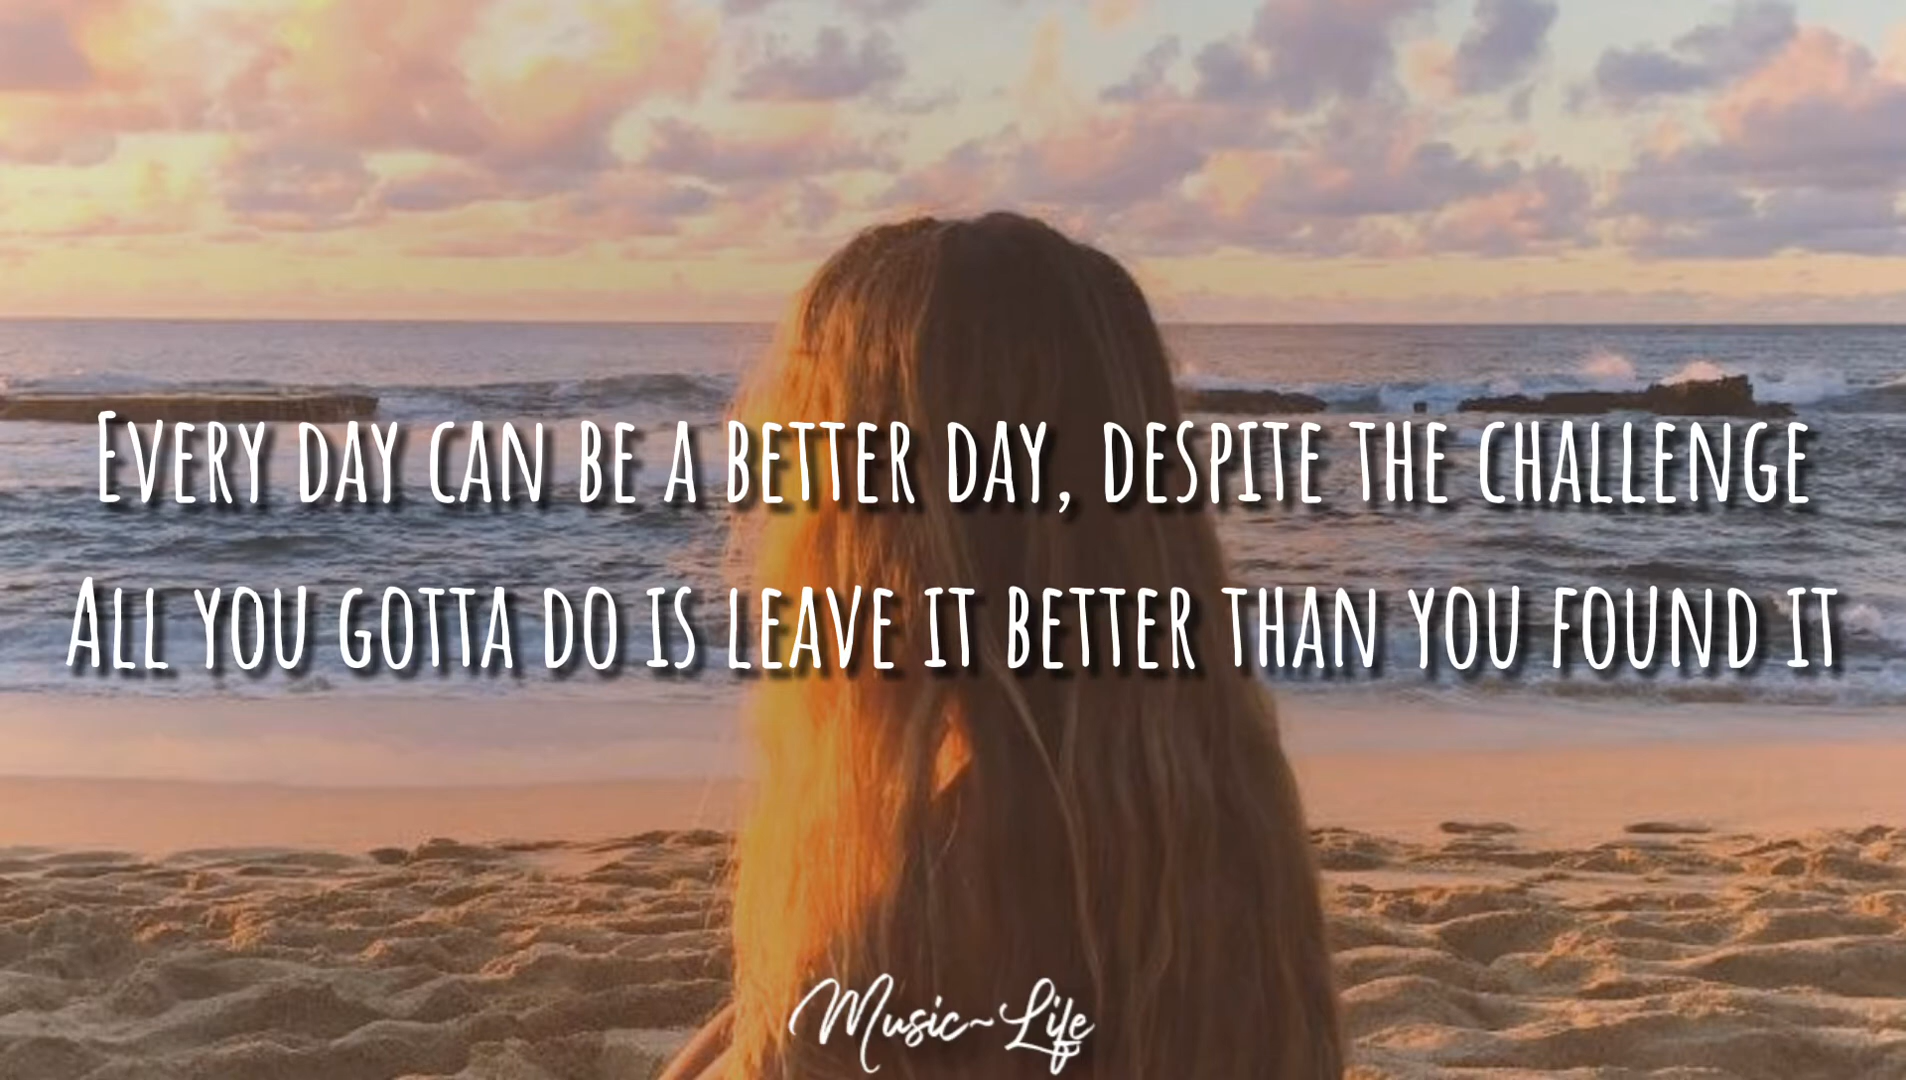 Every day can be a better day, despite the challenge
All you gotta do is leave it better than you found it
Music~Life